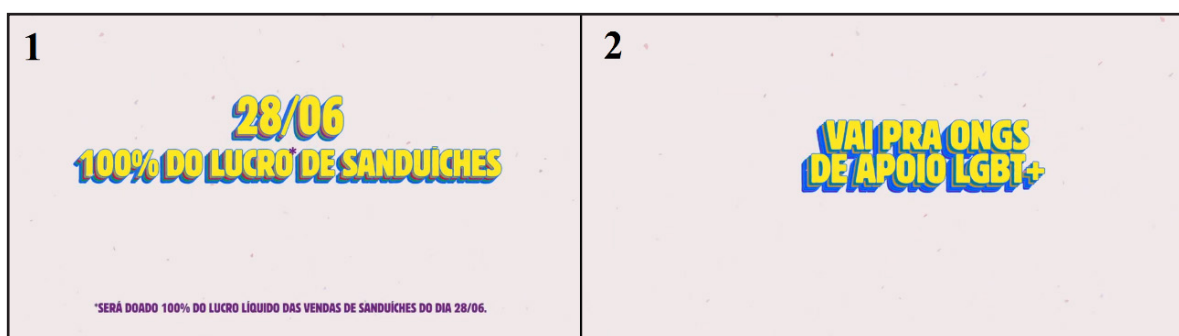 1
28/06
100% DO LUCRO* DE SANDUÍCHES
*SERÁ DOADO 100% DO LUCRO LÍQUIDO DAS VENDAS DE SANDUÍCHES DO DIA 28/06.
2
VAI PRA ONGS
DE APOIO LGBT+